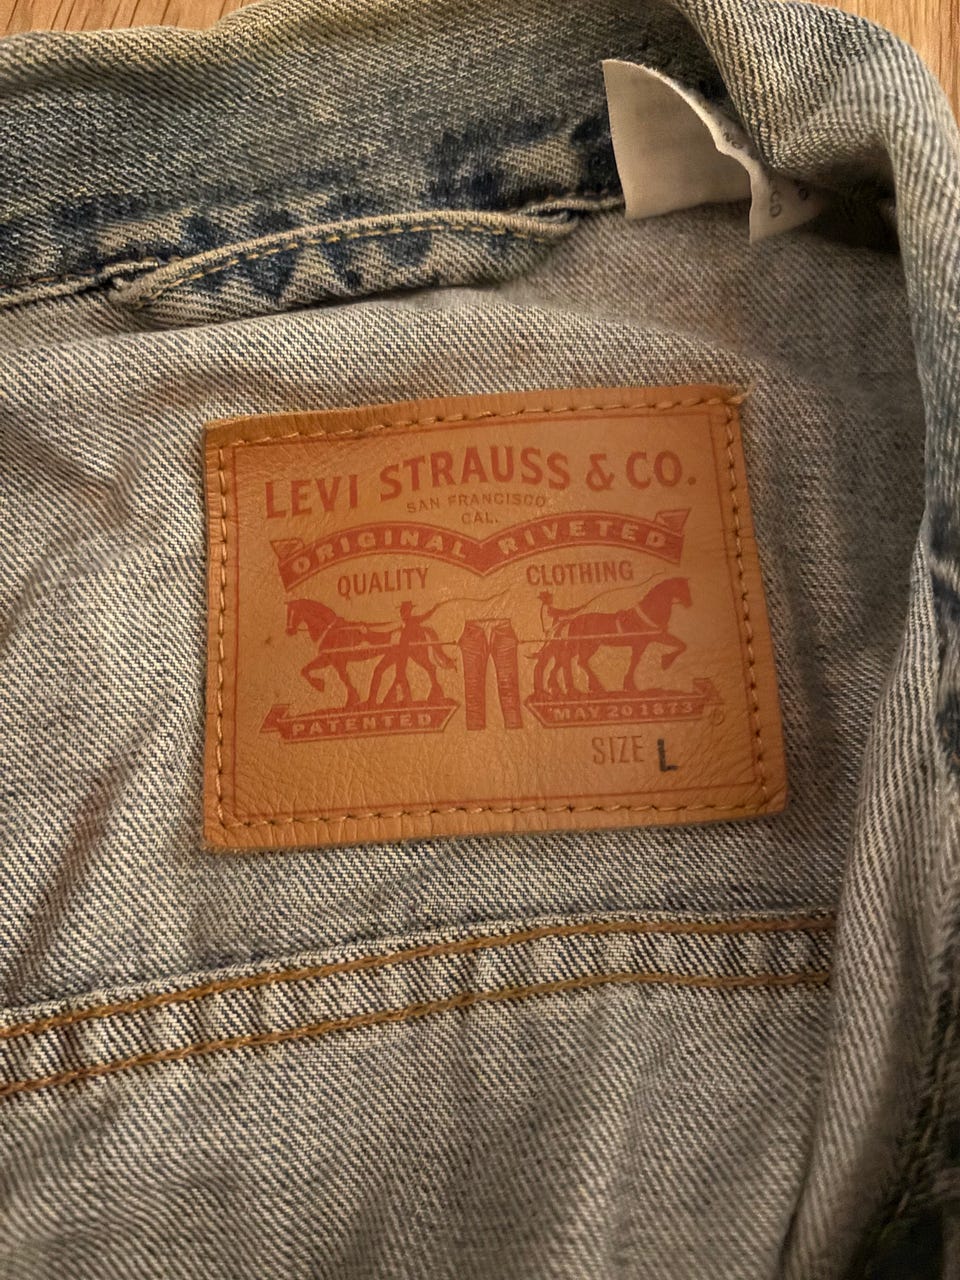 LEVI STRAUSS & CO.
SAN FRANCISCO
CAL.
ORIGINAL RIVETED
QUALITY CLOTHING
PATENTED MAY 20 1873 ®
SIZE L